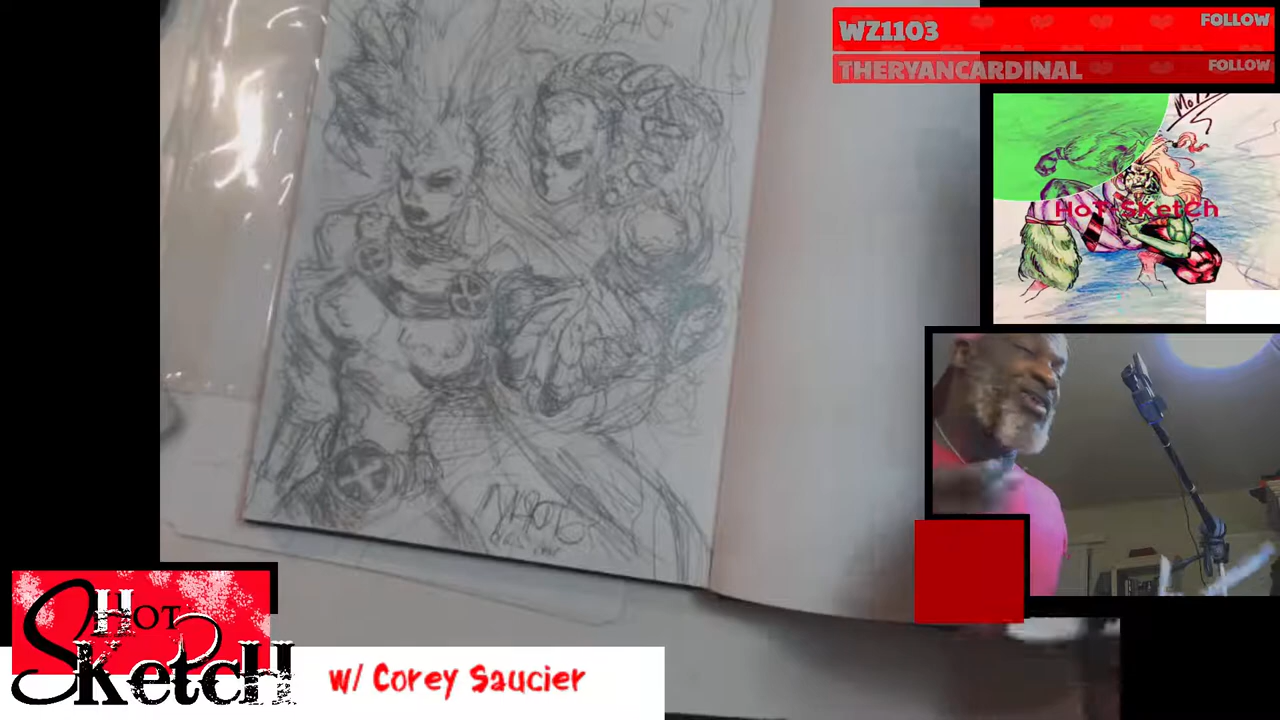 WZ1103
FOLLOW
THERYANCARDINAL
FOLLOW
HoT SKetCh
HOT
SKetcH
w/ Corey Saucier